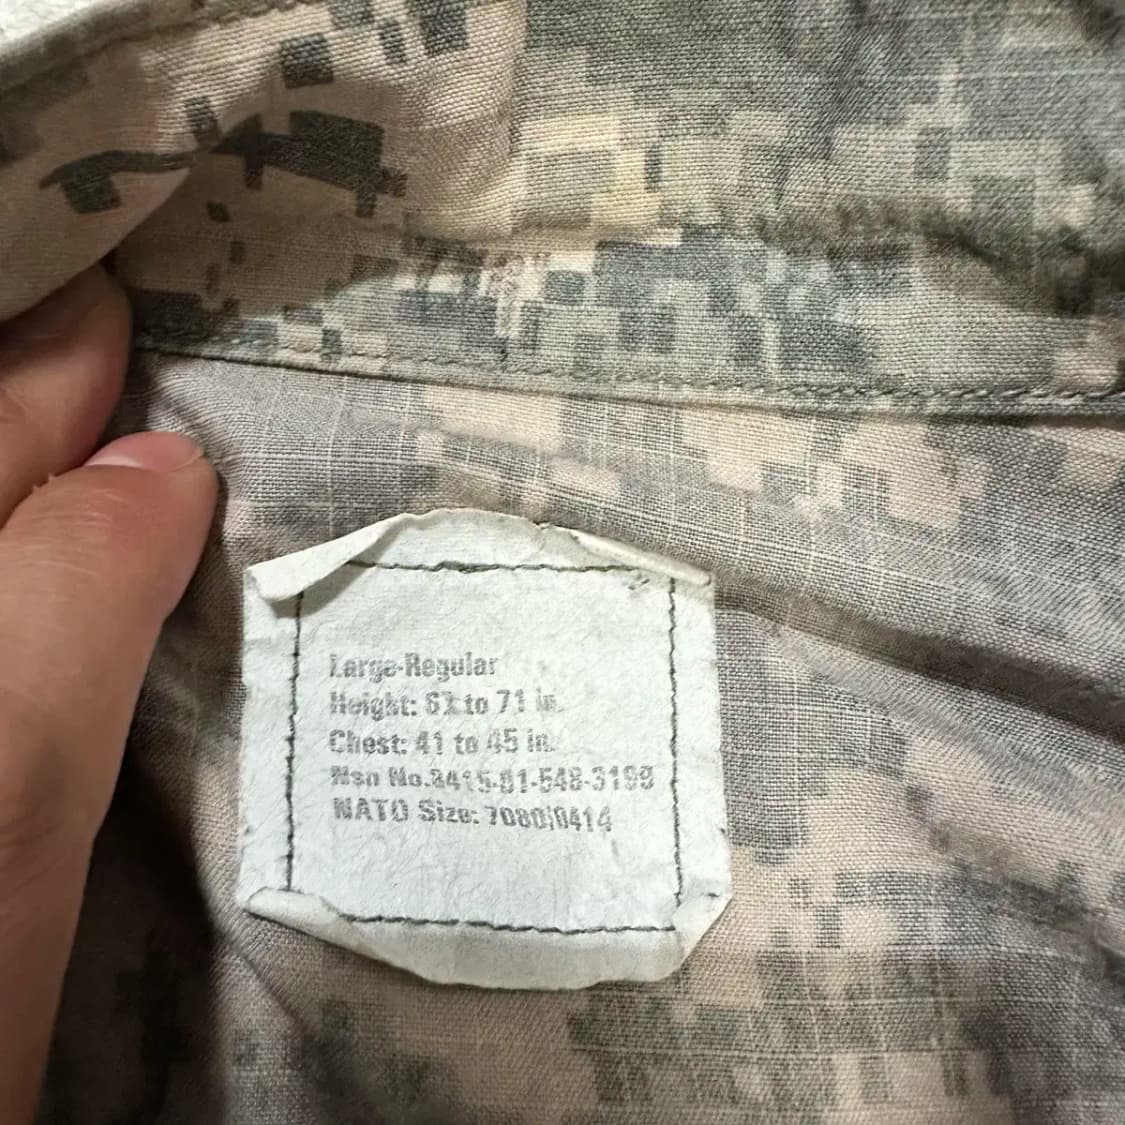 Large-Regular
Height: 67 to 71 in.
Chest: 41 to 45 in.
Nsn No.8415-01-548-3199
NATO Size: 7080/0414